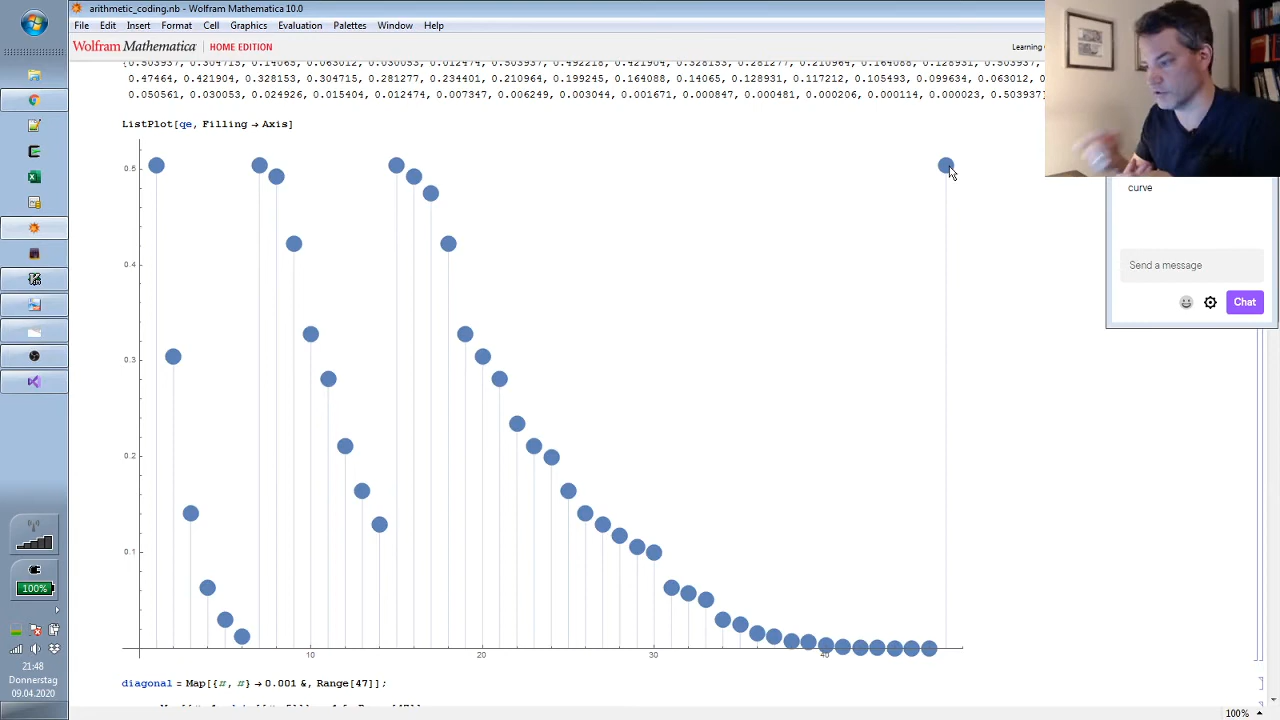 arithmetic_coding.nb - Wolfram Mathematica 10.0
File Edit Insert Format Cell Graphics Evaluation Palettes Window Help
Wolfram Mathematica | HOME EDITION
Learning
0.47464, 0.421904, 0.328153, 0.304715, 0.281277, 0.234401, 0.210964, 0.199245, 0.164088, 0.14065, 0.128931, 0.117212, 0.105493, 0.099634, 0.063012, 0.
0.050561, 0.030053, 0.024926, 0.015404, 0.012474, 0.007347, 0.006249, 0.003044, 0.001671, 0.000847, 0.000481, 0.000206, 0.000114, 0.000023, 0.503937
ListPlot[qe, Filling → Axis]
0.5
0.4
0.3
0.2
0.1
10 20 30 40
diagonal = Map[{#, #} → 0.001 &, Range[47]];
curve
Send a message
Chat
100%
21:48
Donnerstag
09.04.2020
100%